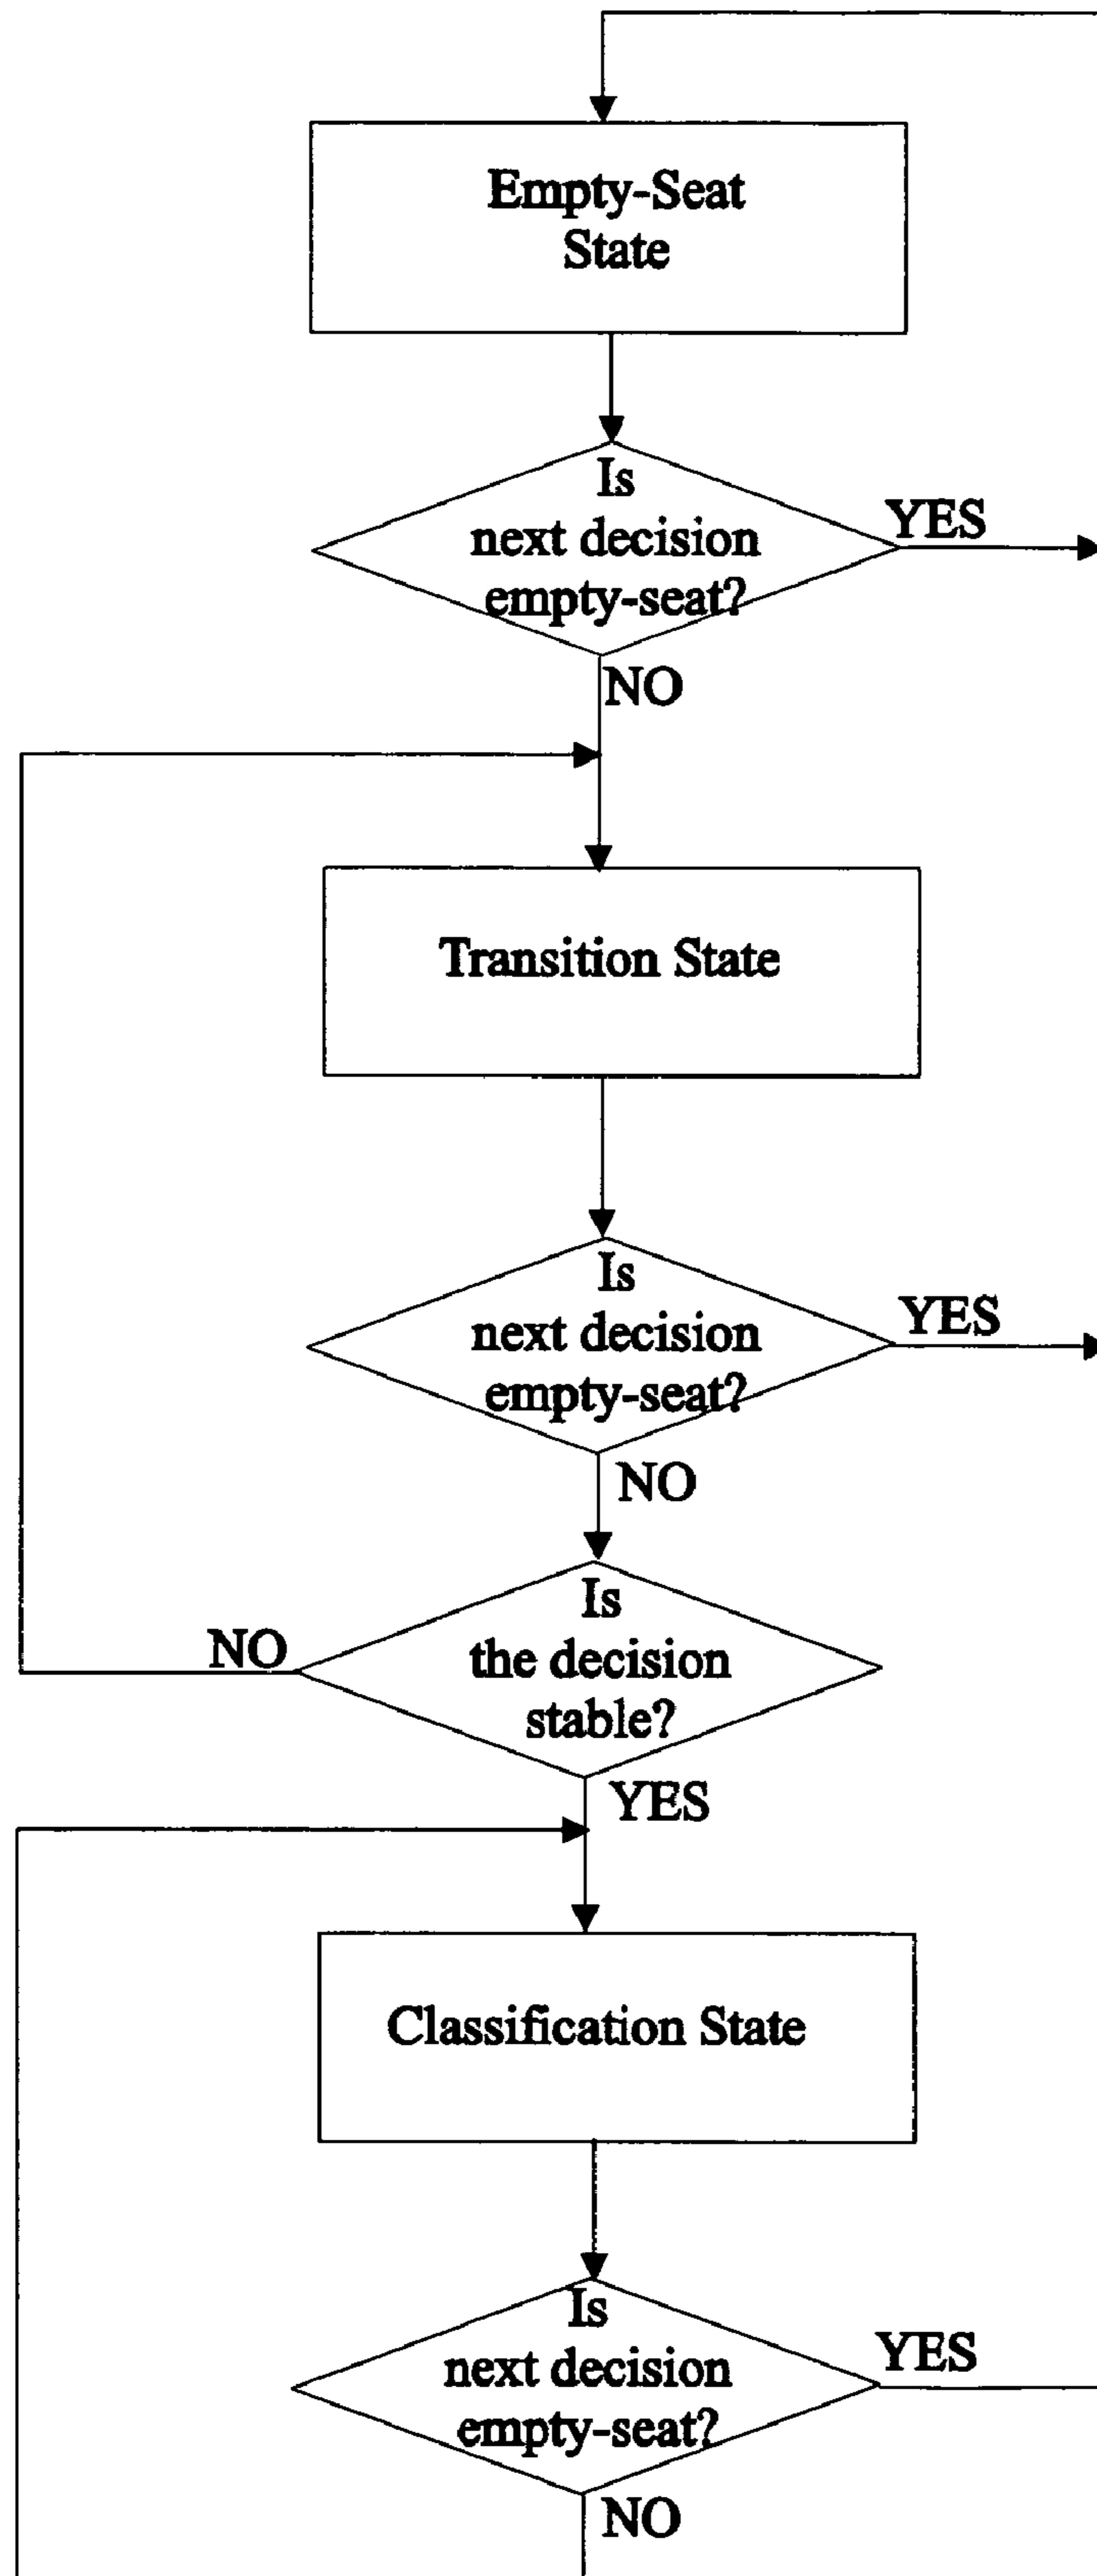 Empty-Seat
State
Is
next decision
empty-seat?
YES
NO
Transition State
Is
next decision
empty-seat?
YES
NO
Is
the decision
stable?
NO
YES
Classification State
Is
next decision
empty-seat?
YES
NO